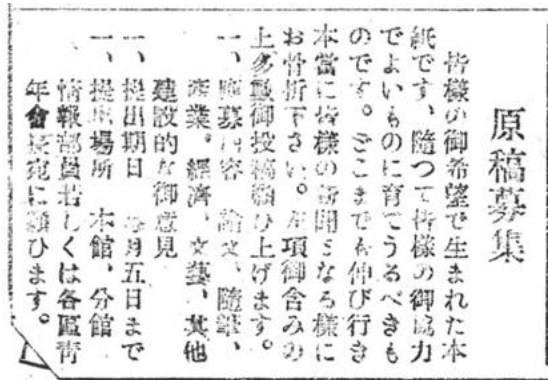 原稿募集
皆様の御希望で生まれた本
紙です、隨つて皆様の御協力
でよいものに育てうるべきも
のです。どこまでも伸び行き
本當に皆様の新聞となる様に
お骨折下さい。左項御含みの
上多數御投稿願ひ上げます。
一、應募内容 論文、隨筆、
産業、經濟、文藝、其他
建設的な御意見
一、提出期日 毎月五日まで
一、提出場所 本館、分館
情報部員若しくは各區靑
年會長宛に願ひます。